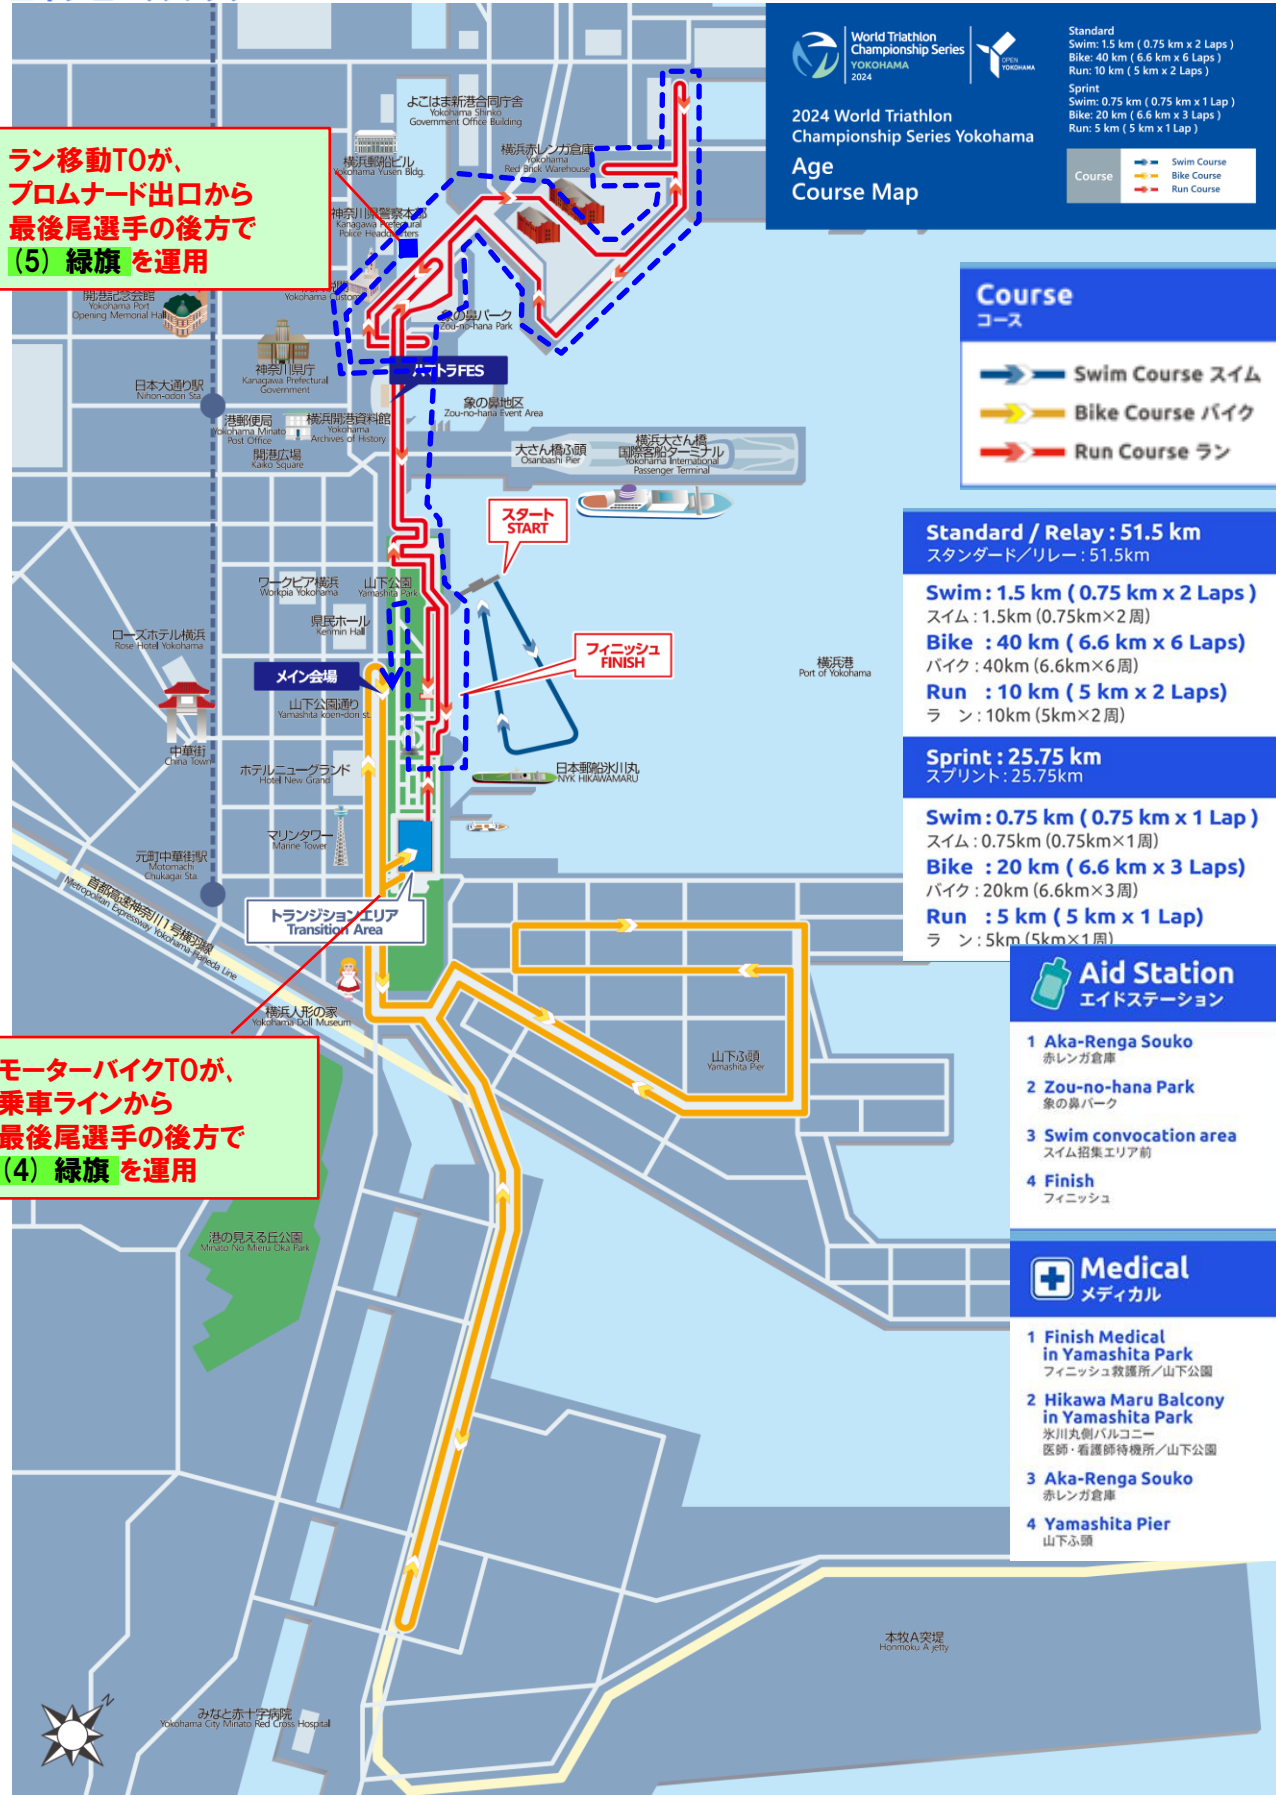 World Triathlon
Championship Series
YOKOHAMA
2024
OPEN
YOKOHAMA
2024 World Triathlon
Championship Series Yokohama
Age
Course Map
Standard
Swim: 1.5 km ( 0.75 km x 2 Laps )
Bike: 40 km ( 6.6 km x 6 Laps )
Run: 10 km ( 5 km x 2 Laps )
Sprint
Swim: 0.75 km ( 0.75 km x 1 Lap )
Bike: 20 km ( 6.6 km x 3 Laps )
Run: 5 km ( 5 km x 1 Lap )
Course
Swim Course
Bike Course
Run Course
ラン移動TOが、
プロムナード出口から
最後尾選手の後方で
(5) 緑旗 を運用
よこはま新港合同庁舎
Yokohama Shinko
Government Office Building
横浜郵船ビル
Yokohama Yusen Bldg.
横浜赤レンガ倉庫
Yokohama
Red Brick Warehouse
神奈川県警察本部
Kanagawa Prefectural
Police Headquarters
Yokohama Customs
開港記念会館
Yokohama Port
Opening Memorial Hall
象の鼻パーク
Zou-no-hana Park
神奈川県庁
Kanagawa Prefectural
Government
日本大通り駅
Nihon-odori Sta.
象の鼻地区
Zou-no-hana Event Area
港郵便局
Yokohama Minato
Post Office
横浜開港資料館
Yokohama
Archives of History
開港広場
Kaiko Square
大さん橋ふ頭
Osanbashi Pier
横浜大さん橋
国際客船ターミナル
Yokohama International
Passenger Terminal
スタート
START
ワークピア横浜
Workpia Yokohama
山下公園
Yamashita Park
県民ホール
Kenmin Hall
ローズホテル横浜
Rose Hotel Yokohama
フィニッシュ
FINISH
メイン会場
山下公園通り
Yamashita koen-dori st.
横浜港
Port of Yokohama
中華街
China Town
ホテルニューグランド
Hotel New Grand
日本郵船氷川丸
NYK HIKAWAMARU
マリンタワー
Marine Tower
元町中華街駅
Motomachi
Chukagai Sta.
首都高速神奈川1号横羽線
Metropolitan Expressway Yokohama-Haneda Line
トランジションエリア
Transition Area
横浜人形の家
Yokohama Doll Museum
山下ふ頭
Yamashita Pier
モーターバイクTOが、
乗車ラインから
最後尾選手の後方で
(4) 緑旗 を運用
港の見える丘公園
Minato No Mieru Oka Park
本牧A突堤
Honmoku A jetty
みなと赤十字病院
Yokohama City Minato Red Cross Hospital
N
Course
コース
Swim Course スイム
Bike Course バイク
Run Course ラン
Standard / Relay : 51.5 km
スタンダード／リレー : 51.5km
Swim : 1.5 km ( 0.75 km x 2 Laps )
スイム : 1.5km (0.75km×2周)
Bike : 40 km ( 6.6 km x 6 Laps)
バイク : 40km (6.6km×6周)
Run : 10 km ( 5 km x 2 Laps)
ラ ン : 10km (5km×2周)
Sprint : 25.75 km
スプリント : 25.75km
Swim : 0.75 km ( 0.75 km x 1 Lap )
スイム : 0.75km (0.75km×1周)
Bike : 20 km ( 6.6 km x 3 Laps)
バイク : 20km (6.6km×3周)
Run : 5 km ( 5 km x 1 Lap)
ラ ン : 5km (5km×1周)
Aid Station
エイドステーション
1 Aka-Renga Souko
赤レンガ倉庫
2 Zou-no-hana Park
象の鼻パーク
3 Swim convocation area
スイム招集エリア前
4 Finish
フィニッシュ
Medical
メディカル
1 Finish Medical
in Yamashita Park
フィニッシュ救護所／山下公園
2 Hikawa Maru Balcony
in Yamashita Park
氷川丸側バルコニー
医師・看護師待機所／山下公園
3 Aka-Renga Souko
赤レンガ倉庫
4 Yamashita Pier
山下ふ頭